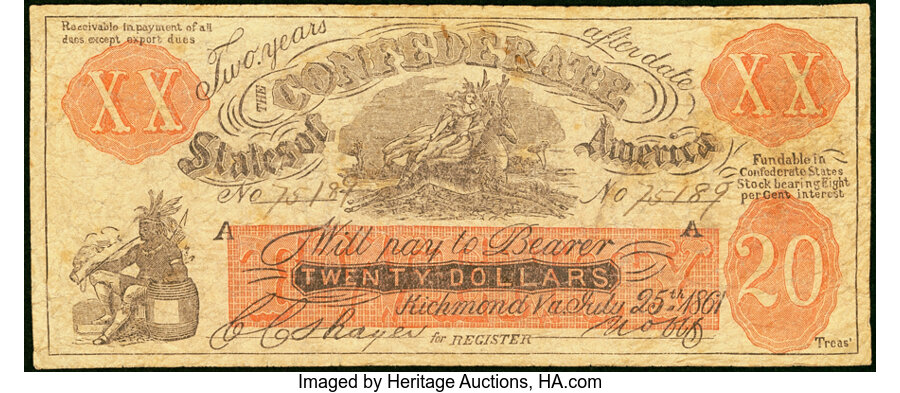 Receivable in payment of all
dues except export dues
Two years after date
XX XX
THE CONFEDERATE
States of America
No 75189 No 75189
Fundable in
Confederate States
Stock bearing Eight
per Cent interest
A A
Will pay to Bearer
TWENTY DOLLARS
20
Richmond Va. July 25th 1861
for REGISTER
Treasr
Imaged by Heritage Auctions, HA.com